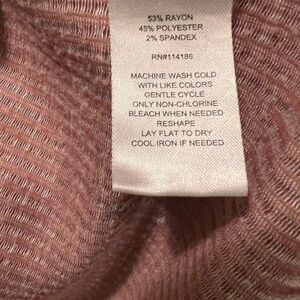 53% RAYON
45% POLYESTER
2% SPANDEX
RN#114186
MACHINE WASH COLD
WITH LIKE COLORS
GENTLE CYCLE
ONLY NON-CHLORINE
BLEACH WHEN NEEDED
RESHAPE
LAY FLAT TO DRY
COOL IRON IF NEEDED